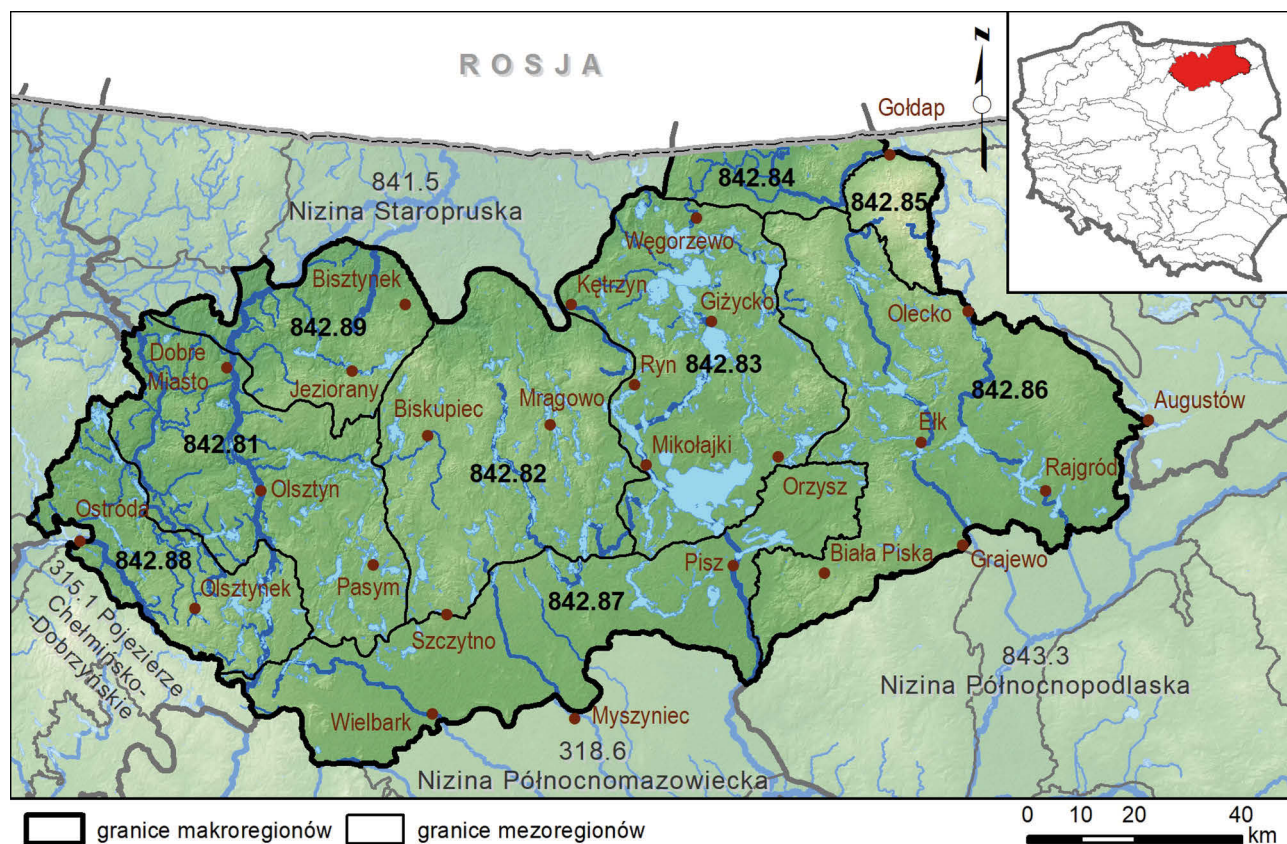 ROSJA
N
Gołdap
841.5
Nizina Staropruska
842.84
842.85
Węgorzewo
Bisztynek
Kętrzyn
Giżycko
Olecko
842.89
Dobre
Miasto
Jeziorany
Ryn
842.83
842.86
Biskupiec
Mrągowo
Augustów
842.81
Ełk
Mikołajki
842.82
Rajgród
Olsztyn
Orzysz
Ostróda
842.88
Olsztynek
Pasym
Pisz
Biała Piska
Grajewo
315.1 Pojezierze
Chełmińsko-
-Dobrzyńskie
842.87
Szczytno
843.3
Nizina Północnopodlaska
Wielbark
Myszyniec
318.6
Nizina Północnomazowiecka
granice makroregionów
granice mezoregionów
0 10 20 40
km